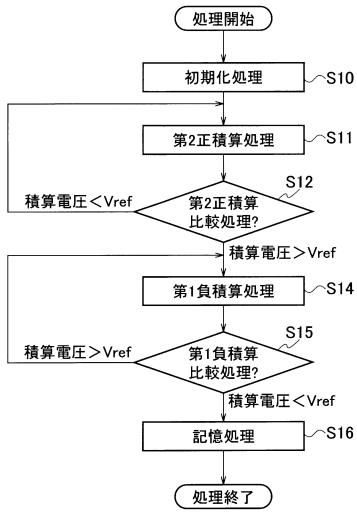 処理開始
初期化処理
S10
第2正積算処理
S11
S12
第2正積算
比較処理?
積算電圧＜Vref
積算電圧＞Vref
第1負積算処理
S14
S15
第1負積算
比較処理?
積算電圧＞Vref
積算電圧＜Vref
記憶処理
S16
処理終了